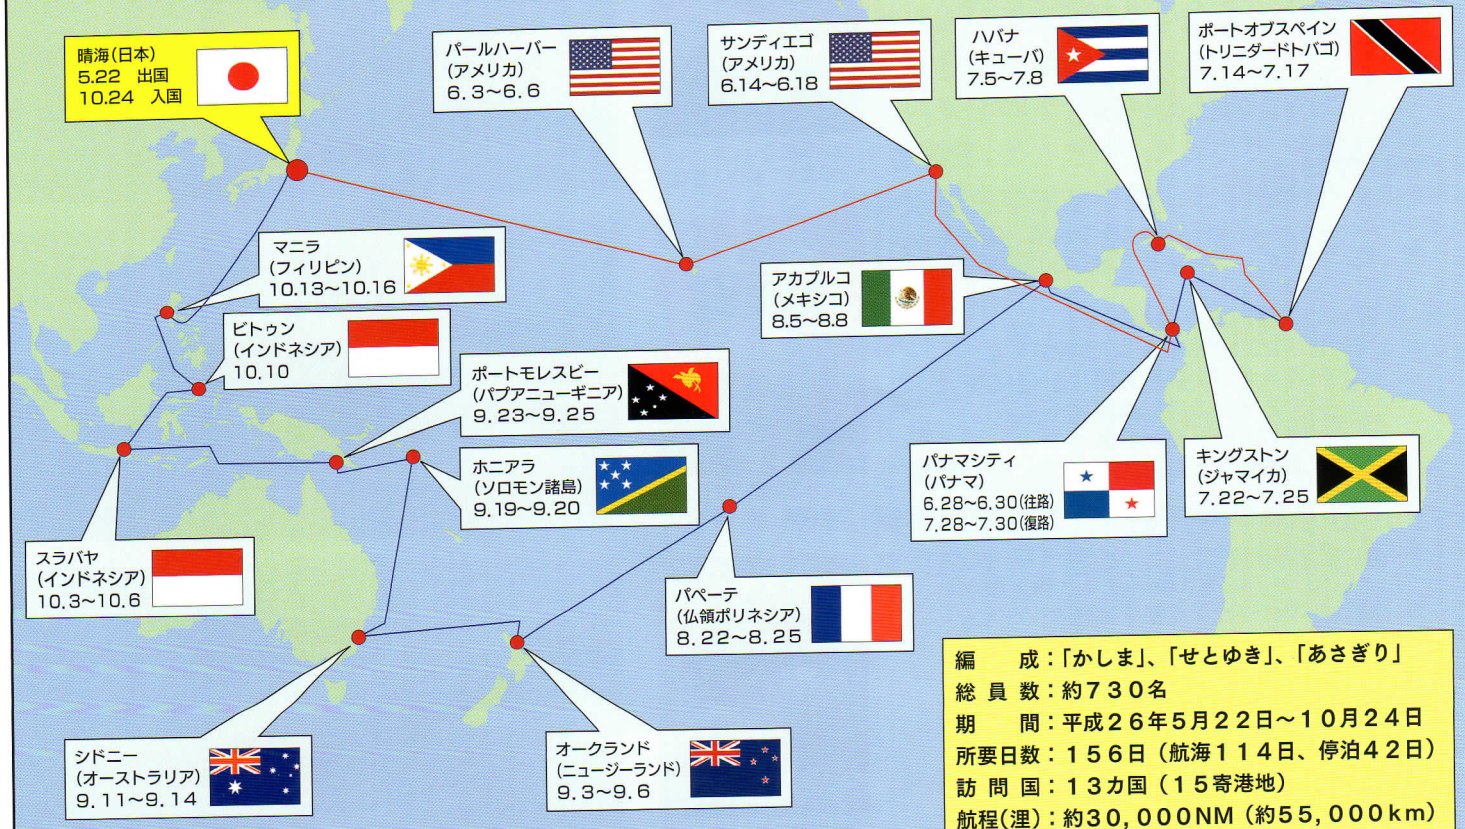 晴海(日本)
5.22 出国
10.24 入国
パールハーバー
(アメリカ)
6.3~6.6
サンディエゴ
(アメリカ)
6.14~6.18
ハバナ
(キューバ)
7.5~7.8
ポートオブスペイン
(トリニダードトバゴ)
7.14~7.17
マニラ
(フィリピン)
10.13~10.16
ビトゥン
(インドネシア)
10.10
アカプルコ
(メキシコ)
8.5~8.8
ポートモレスビー
(パプアニューギニア)
9.23~9.25
ホニアラ
(ソロモン諸島)
9.19~9.20
パナマシティ
(パナマ)
6.28~6.30(往路)
7.28~7.30(復路)
キングストン
(ジャマイカ)
7.22~7.25
スラバヤ
(インドネシア)
10.3~10.6
パペーテ
(仏領ポリネシア)
8.22~8.25
シドニー
(オーストラリア)
9.11~9.14
オークランド
(ニュージーランド)
9.3~9.6
編成:「かしま」、「せとゆき」、「あさぎり」
総員数:約730名
期間:平成26年5月22日~10月24日
所要日数:156日(航海114日、停泊42日)
訪問国:13カ国(15寄港地)
航程(浬):約30,000NM(約55,000km)